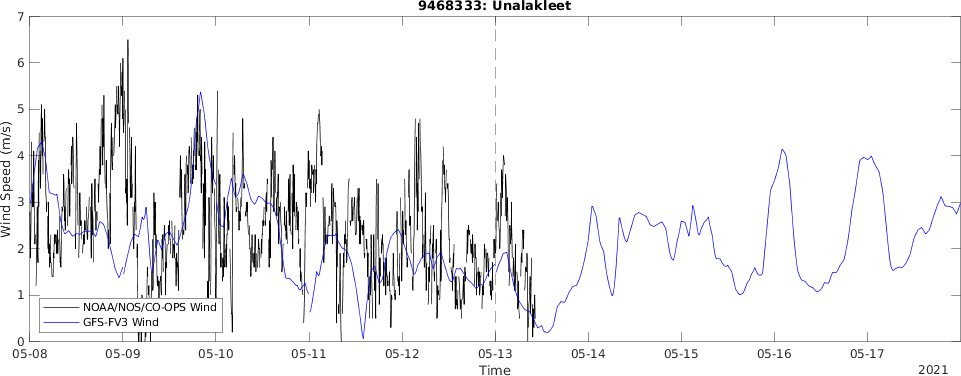 9468333: Unalakleet
Wind Speed (m/s)
7
6
5
4
3
2
1
0
NOAA/NOS/CO-OPS Wind
GFS-FV3 Wind
05-08 05-09 05-10 05-11 05-12 05-13 05-14 05-15 05-16 05-17
Time
2021